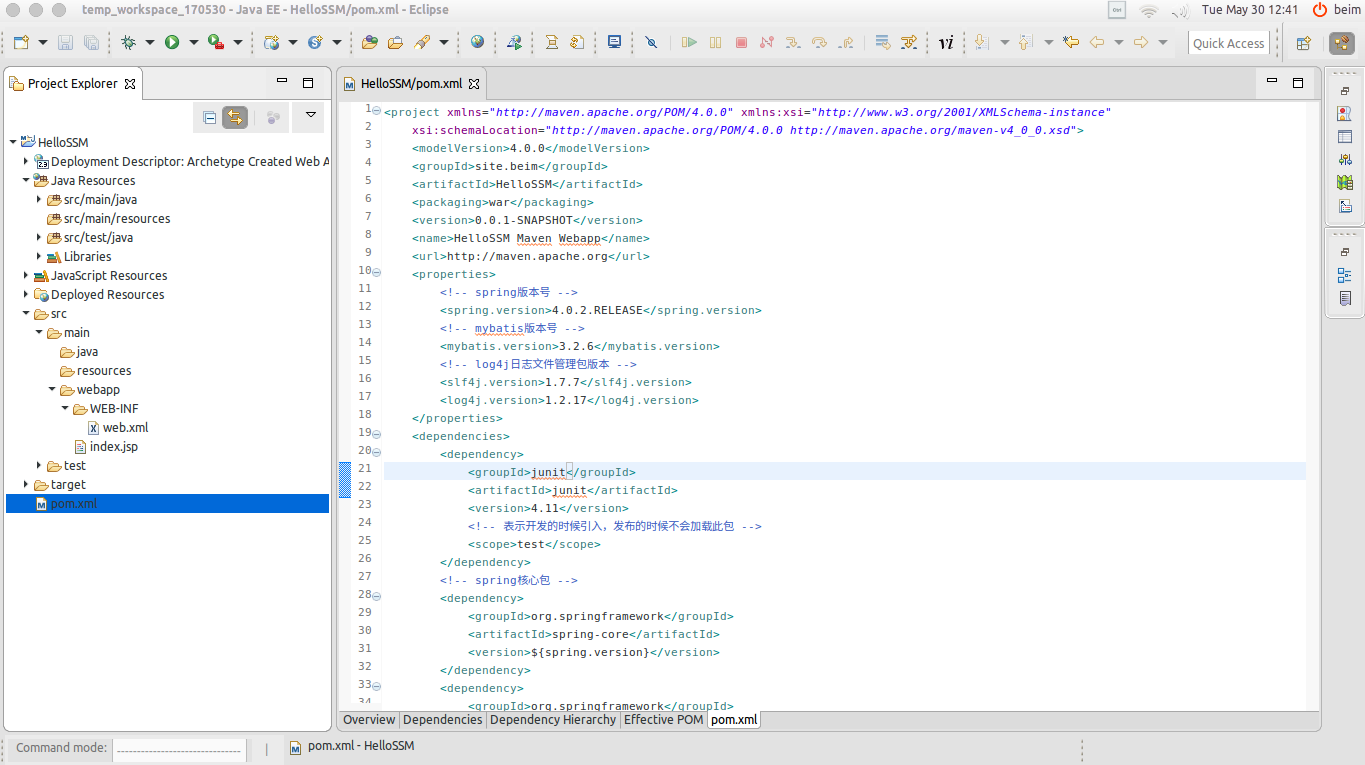 temp_workspace_170530 - Java EE - HelloSSM/pom.xml - Eclipse
Tue May 30 12:41
beim
Quick Access
Project Explorer
HelloSSM
Deployment Descriptor: Archetype Created Web A
Java Resources
src/main/java
src/main/resources
src/test/java
Libraries
JavaScript Resources
Deployed Resources
src
main
java
resources
webapp
WEB-INF
web.xml
index.jsp
test
target
pom.xml
HelloSSM/pom.xml
1 <project xmlns="http://maven.apache.org/POM/4.0.0" xmlns:xsi="http://www.w3.org/2001/XMLSchema-instance"
2 xsi:schemaLocation="http://maven.apache.org/POM/4.0.0 http://maven.apache.org/maven-v4_0_0.xsd">
3 <modelVersion>4.0.0</modelVersion>
4 <groupId>site.beim</groupId>
5 <artifactId>HelloSSM</artifactId>
6 <packaging>war</packaging>
7 <version>0.0.1-SNAPSHOT</version>
8 <name>HelloSSM Maven Webapp</name>
9 <url>http://maven.apache.org</url>
10 <properties>
11 <!-- spring版本号 -->
12 <spring.version>4.0.2.RELEASE</spring.version>
13 <!-- mybatis版本号 -->
14 <mybatis.version>3.2.6</mybatis.version>
15 <!-- log4j日志文件管理包版本 -->
16 <slf4j.version>1.7.7</slf4j.version>
17 <log4j.version>1.2.17</log4j.version>
18 </properties>
19 <dependencies>
20 <dependency>
21 <groupId>junit</groupId>
22 <artifactId>junit</artifactId>
23 <version>4.11</version>
24 <!-- 表示开发的时候引入，发布的时候不会加载此包 -->
25 <scope>test</scope>
26 </dependency>
27 <!-- spring核心包 -->
28 <dependency>
29 <groupId>org.springframework</groupId>
30 <artifactId>spring-core</artifactId>
31 <version>${spring.version}</version>
32 </dependency>
33 <dependency>
34 <groupId>org.springframework</groupId>
Overview Dependencies Dependency Hierarchy Effective POM pom.xml
Command mode: pom.xml - HelloSSM